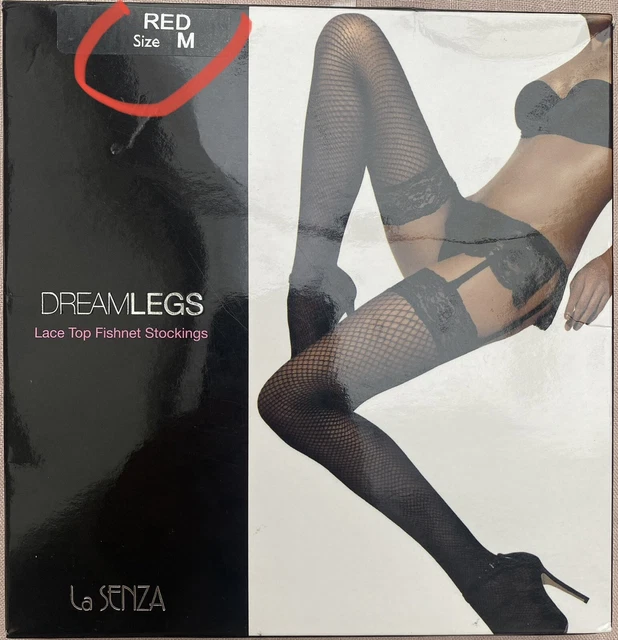 RED
Size M
DREAMLEGS
Lace Top Fishnet Stockings
La SENZA